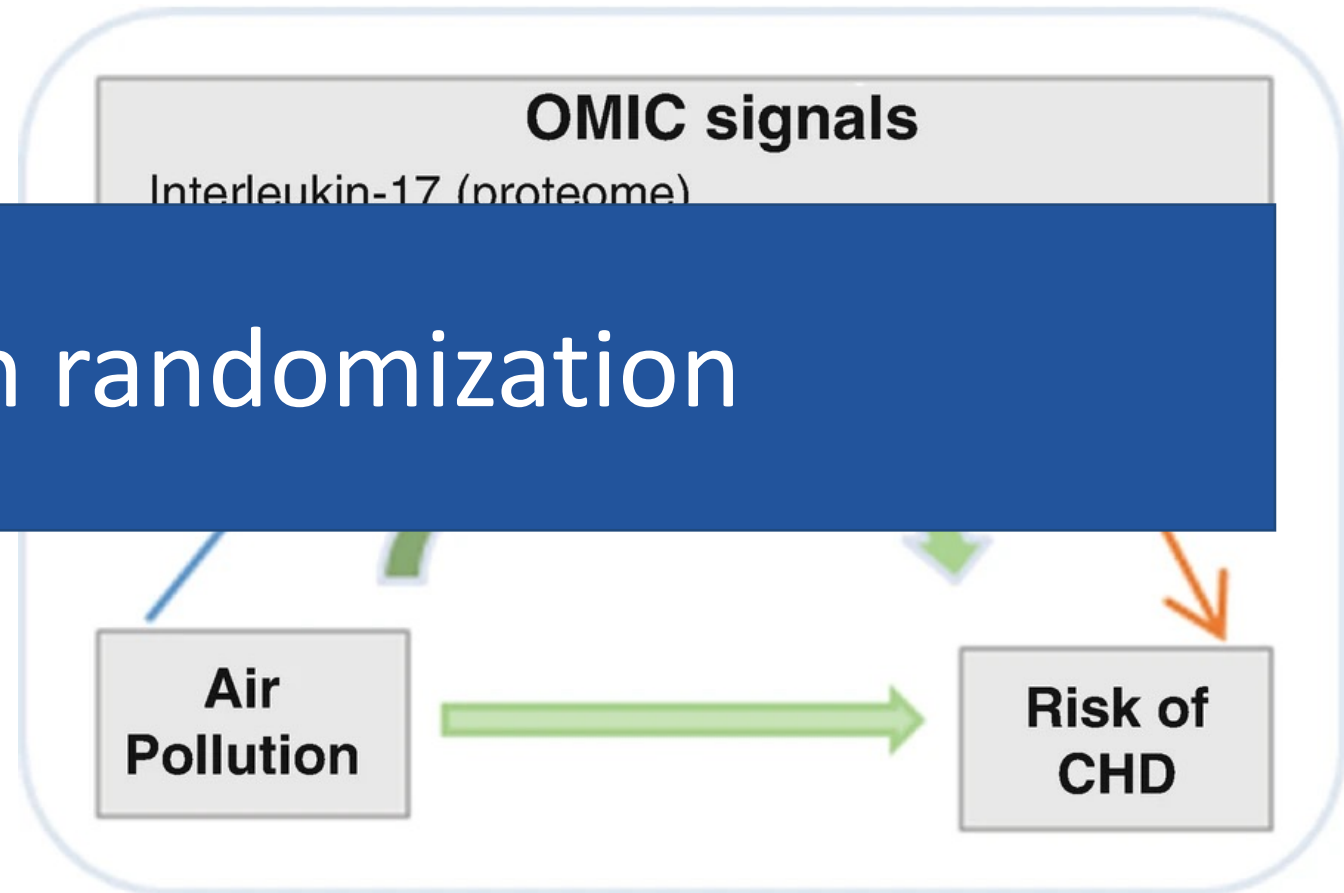 OMIC signals
Interleukin-17 (proteome)
randomization
Air
Pollution
Risk of
CHD